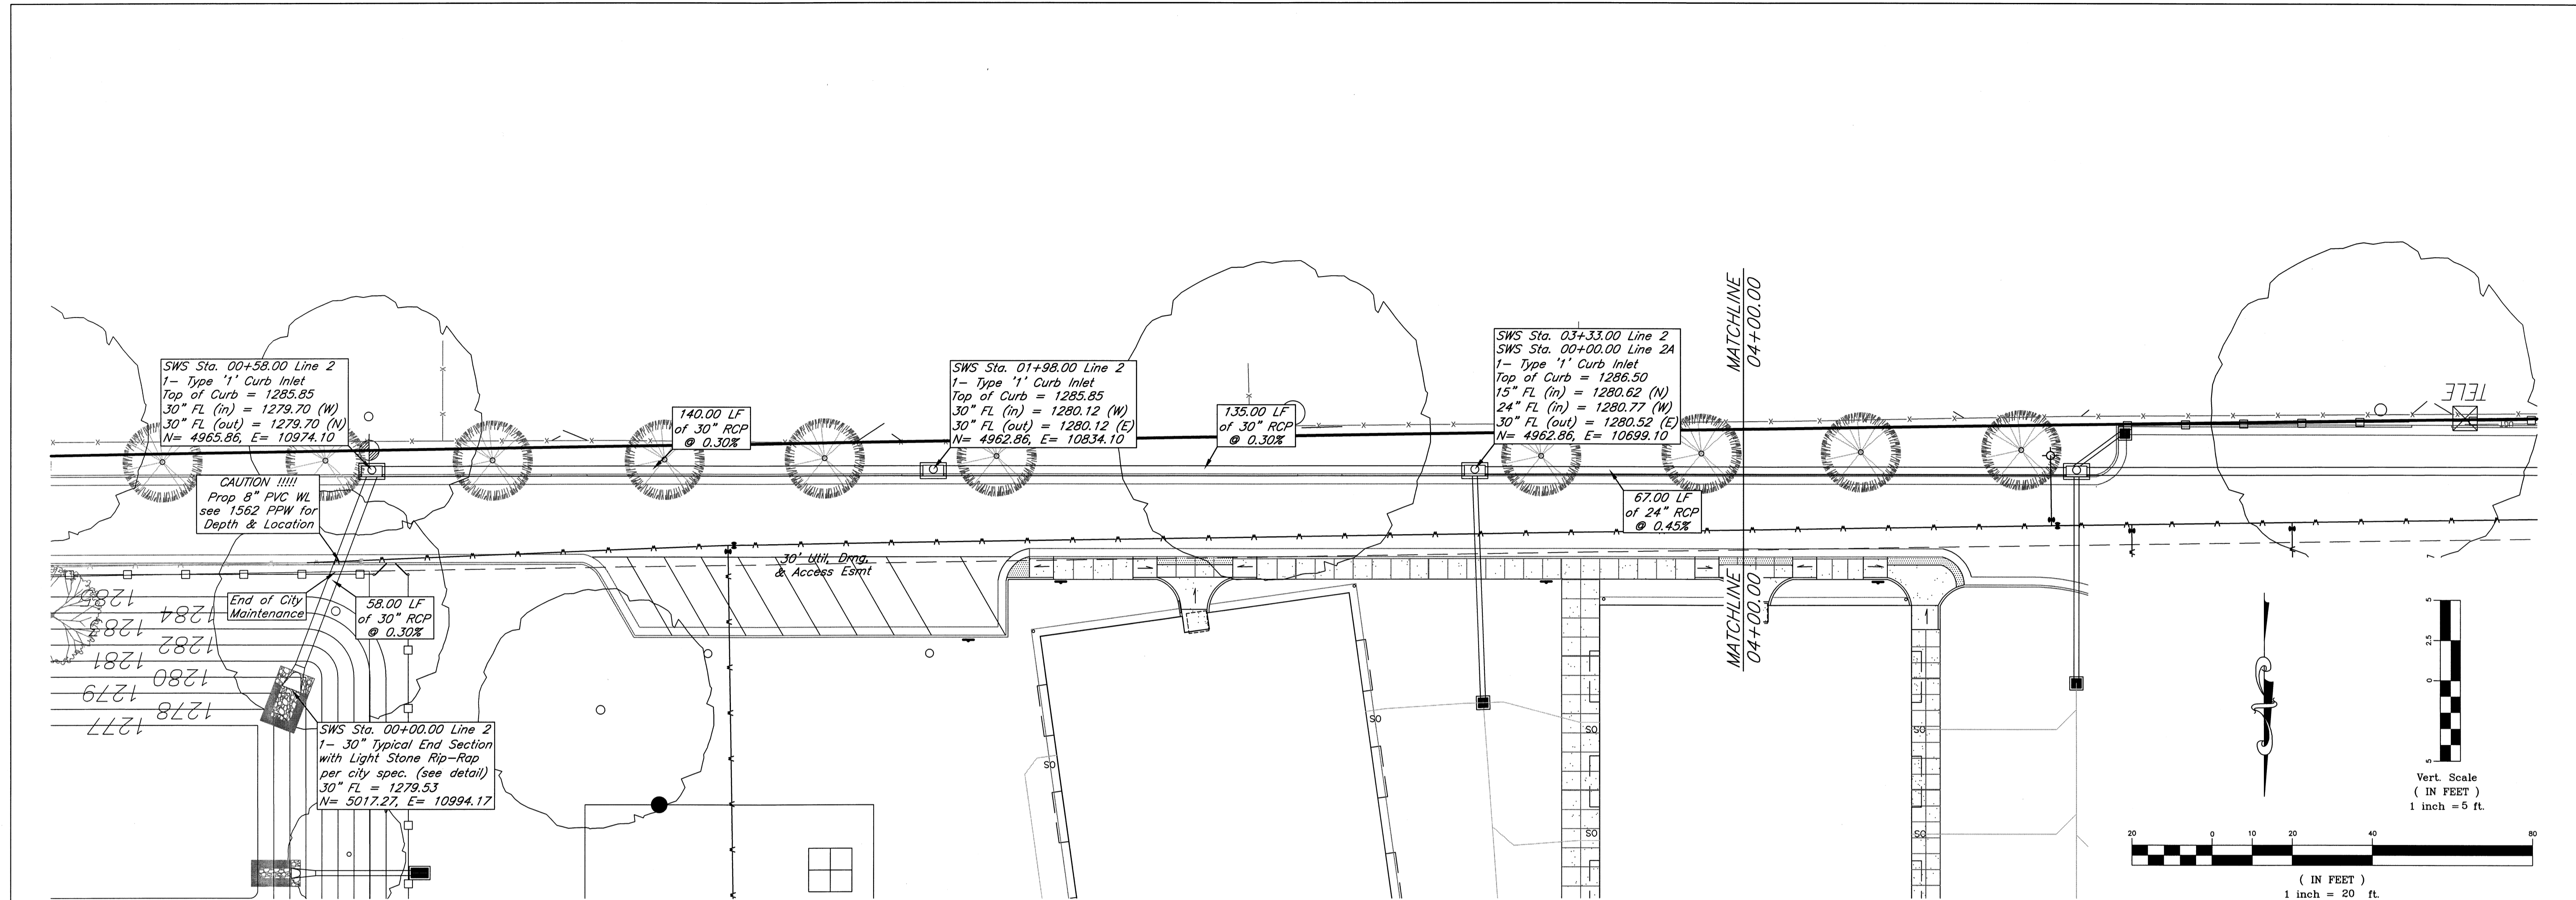 SWS Sta. 00+58.00 Line 2
1- Type '1' Curb Inlet
Top of Curb = 1285.85
30" FL (in) = 1279.70 (W)
30" FL (out) = 1279.70 (N)
N= 4965.86, E= 10974.10
140.00 LF
of 30" RCP
@ 0.30%
SWS Sta. 01+98.00 Line 2
1- Type '1' Curb Inlet
Top of Curb = 1285.85
30" FL (in) = 1280.12 (W)
30" FL (out) = 1280.12 (E)
N= 4962.86, E= 10834.10
135.00 LF
of 30" RCP
@ 0.30%
SWS Sta. 03+33.00 Line 2
SWS Sta. 00+00.00 Line 2A
1- Type '1' Curb Inlet
Top of Curb = 1286.50
15" FL (in) = 1280.62 (N)
24" FL (in) = 1280.77 (W)
30" FL (out) = 1280.52 (E)
N= 4962.86, E= 10699.10
MATCHLINE
04+00.00
TELE
CAUTION !!!!!
Prop 8" PVC WL
see 1562 PPW for
Depth & Location
67.00 LF
of 24" RCP
@ 0.45%
30' Util, Drng,
& Access Esmt
End of City
Maintenance
58.00 LF
of 30" RCP
@ 0.30%
MATCHLINE
04+00.00
1285
1284
1283
1282
1281
1280
1279
1278
1277
SWS Sta. 00+00.00 Line 2
1- 30" Typical End Section
with Light Stone Rip-Rap
per city spec. (see detail)
30" FL = 1279.53
N= 5017.27, E= 10994.17
SO
SO
SO
SO
SO
SO
5
2.5
0
5
Vert. Scale
( IN FEET )
1 inch =5 ft.
20 0 10 20 40 80
( IN FEET )
1 inch = 20 ft.